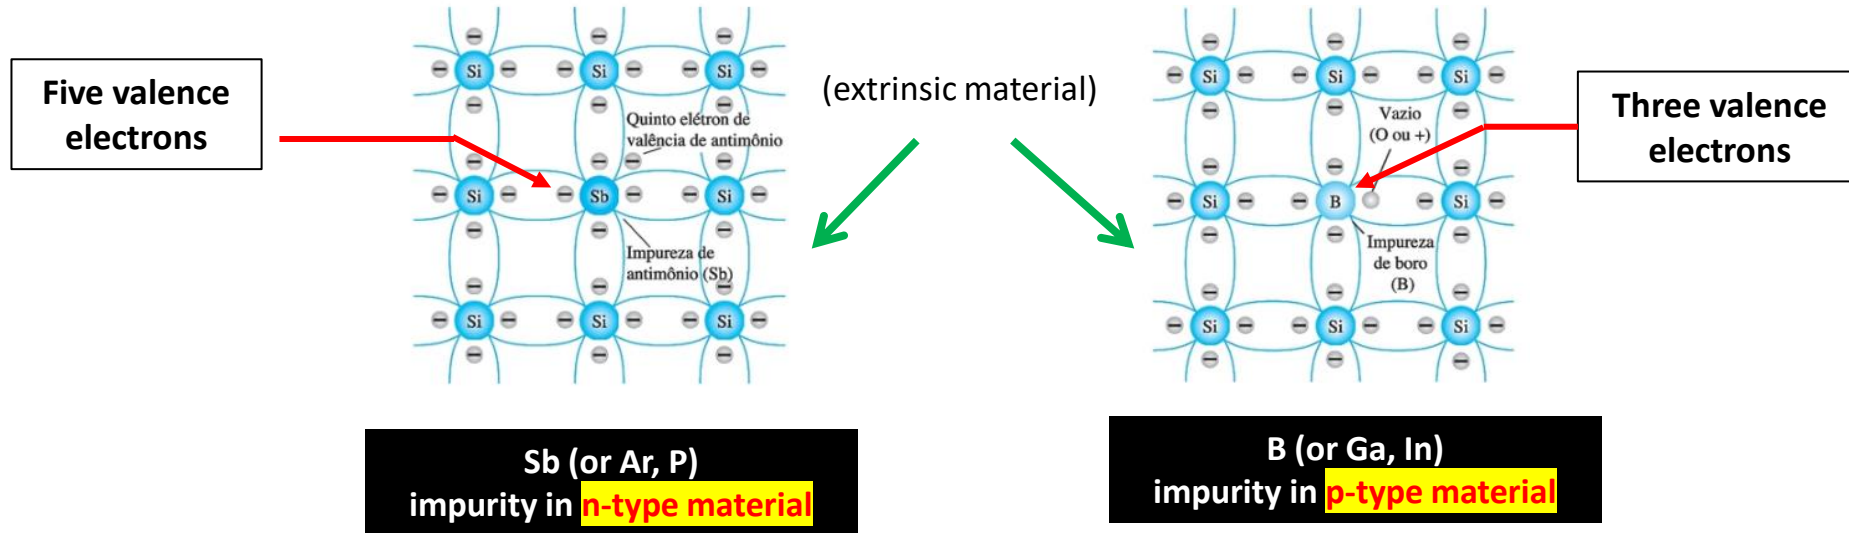 Five valence
electrons
Si
Si
Si
Quinto elétron de
valência de antimônio
Si
Sb
Si
Impureza de
antimônio (Sb)
Si
Si
Si
Sb (or Ar, P)
impurity in n-type material
(extrinsic material)
Si
Si
Si
Vazio
(O ou +)
Si
B
Si
Impureza
de boro
(B)
Si
Si
Si
Three valence
electrons
B (or Ga, In)
impurity in p-type material